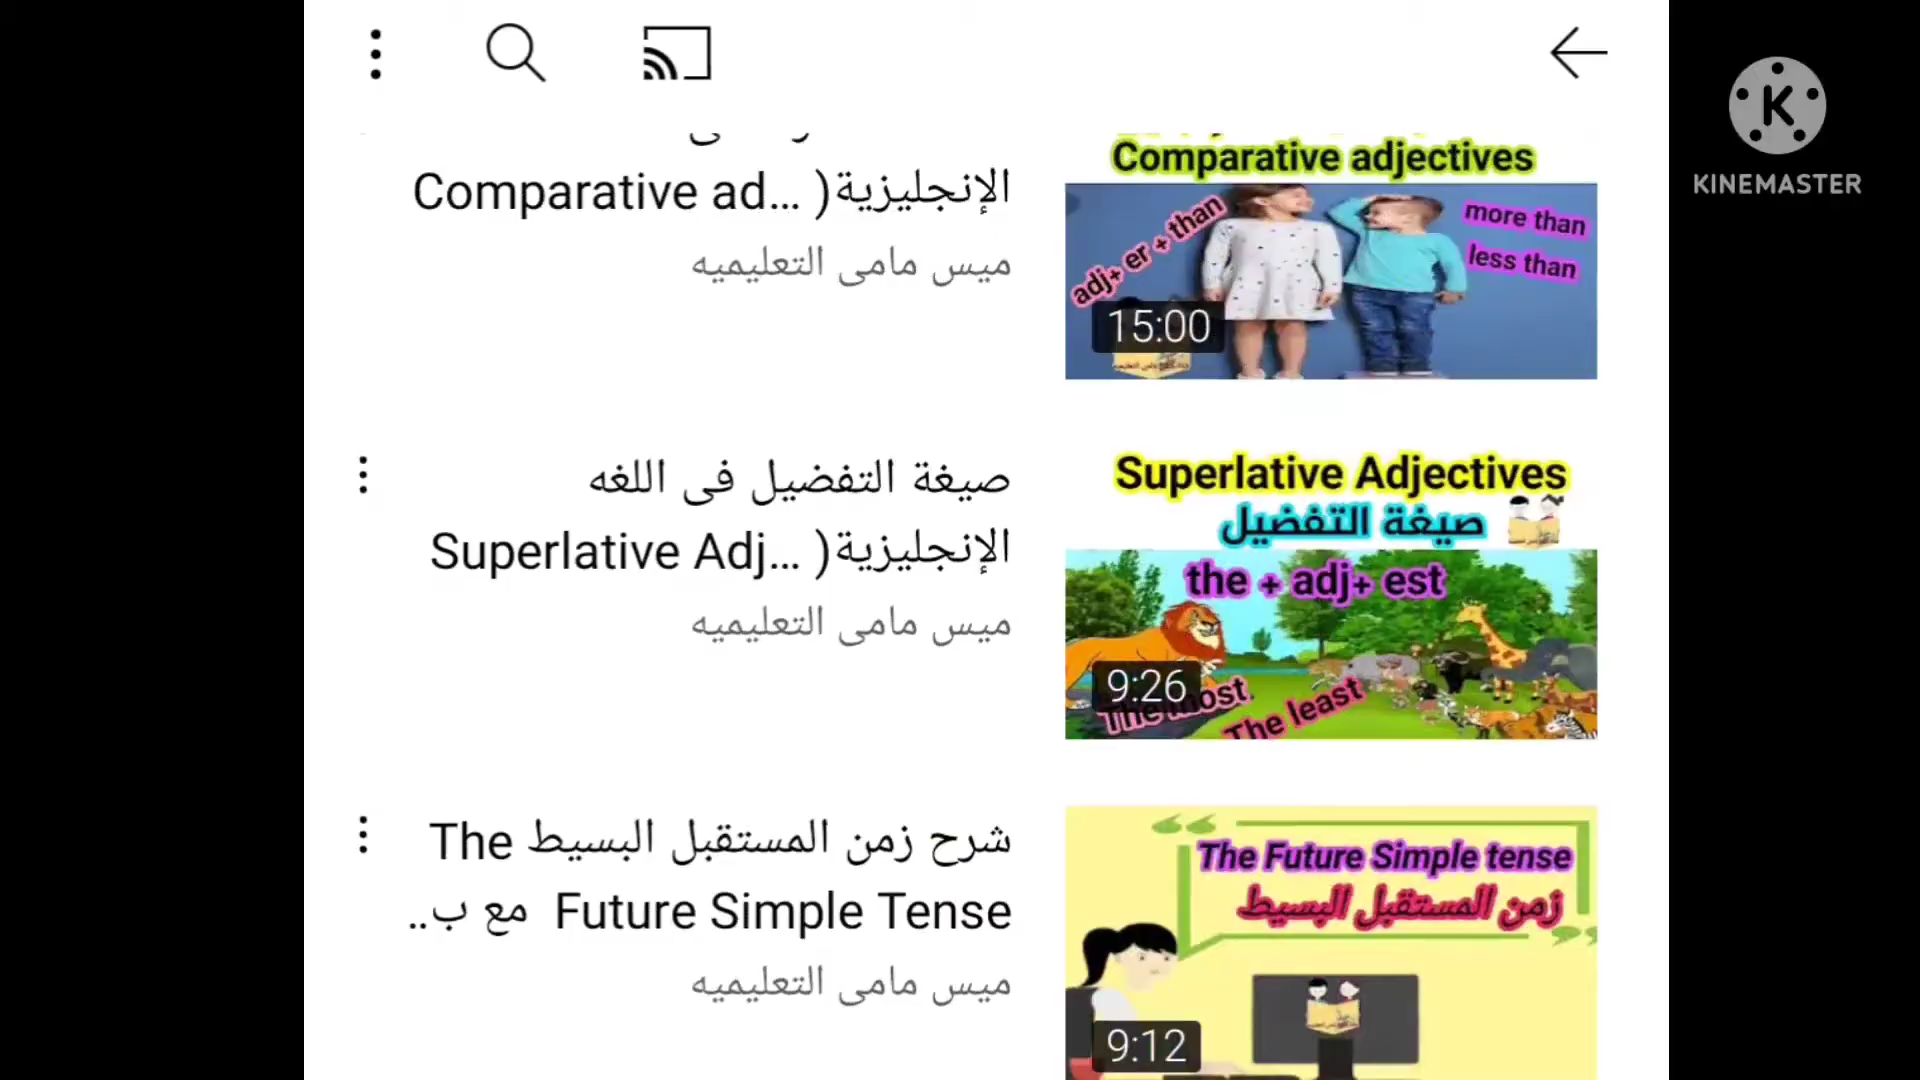 Comparative adjectives
الإنجليزية( Comparative ad...
ميس مامى التعليميه
adj+ er + than
more than
less than
15:00
KINEMASTER
صيغة التفضيل فى اللغه
الإنجليزية( Superlative Adj...
ميس مامى التعليميه
Superlative Adjectives
صيغة التفضيل
the + adj+ est
The most
The least
9:26
شرح زمن المستقبل البسيط The
Future Simple Tense مع ب..
ميس مامى التعليميه
The Future Simple tense
زمن المستقبل البسيط
9:12